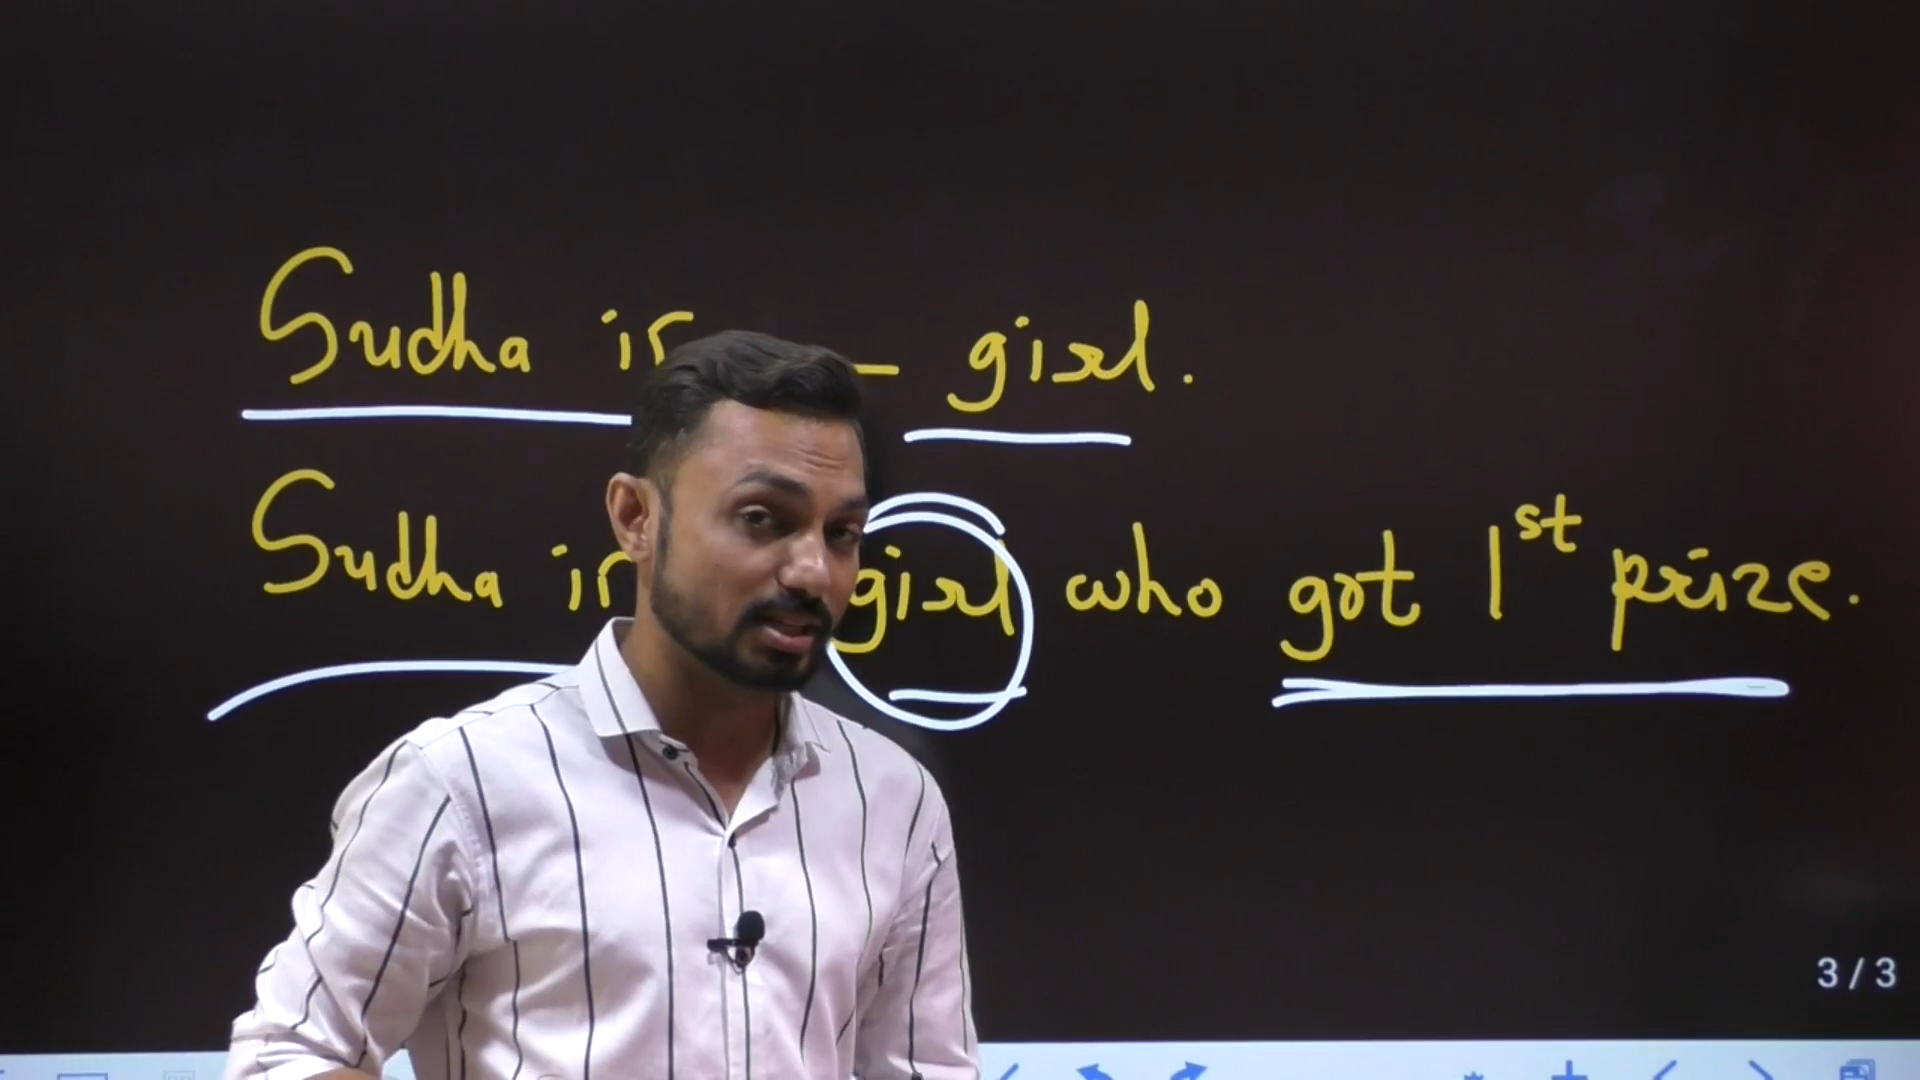 Sudha is _ girl.
Sudha is girl who got 1st prize.
3 / 3